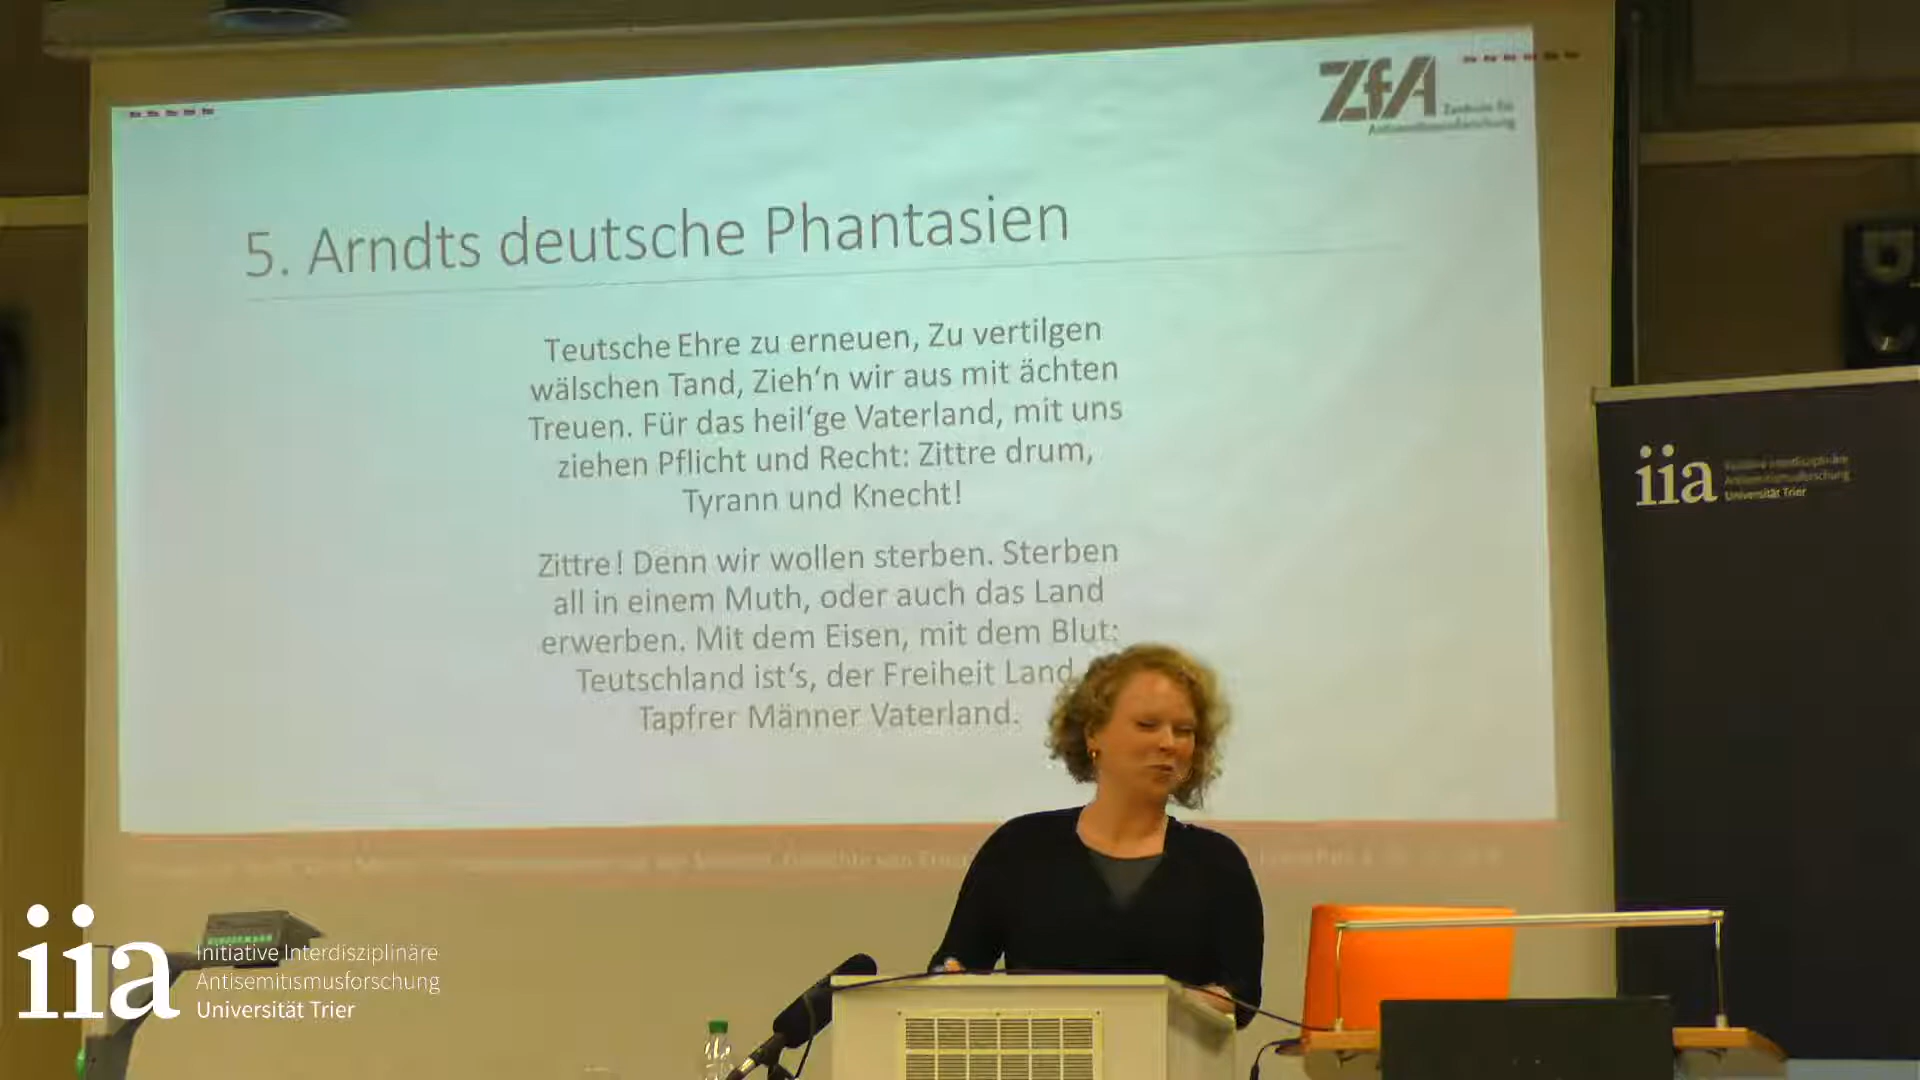 ZfA Zentrum für
Antisemitismusforschung
5. Arndts deutsche Phantasien
Teutsche Ehre zu erneuen, Zu vertilgen
wälschen Tand, Zieh‘n wir aus mit ächten
Treuen. Für das heil‘ge Vaterland, mit uns
ziehen Pflicht und Recht: Zittre drum,
Tyrann und Knecht!
Zittre! Denn wir wollen sterben. Sterben
all in einem Muth, oder auch das Land
erwerben. Mit dem Eisen, mit dem Blut:
Teutschland ist‘s, der Freiheit Land
Tapfrer Männer Vaterland.
iia Initiative Interdisziplinäre
Antisemitismusforschung
Universität Trier
iia Initiative Interdisziplinäre
Antisemitismusforschung
Universität Trier